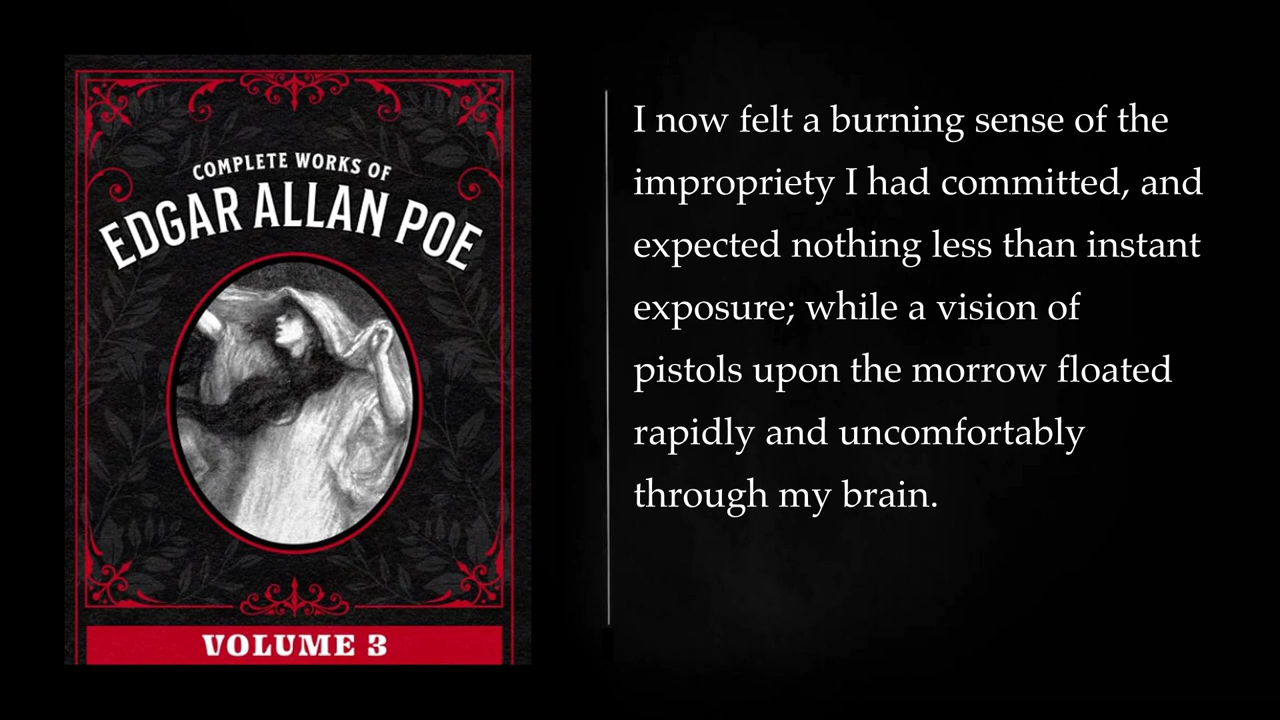 COMPLETE WORKS OF
EDGAR ALLAN POE
VOLUME 3
I now felt a burning sense of the
impropriety I had committed, and
expected nothing less than instant
exposure; while a vision of
pistols upon the morrow floated
rapidly and uncomfortably
through my brain.